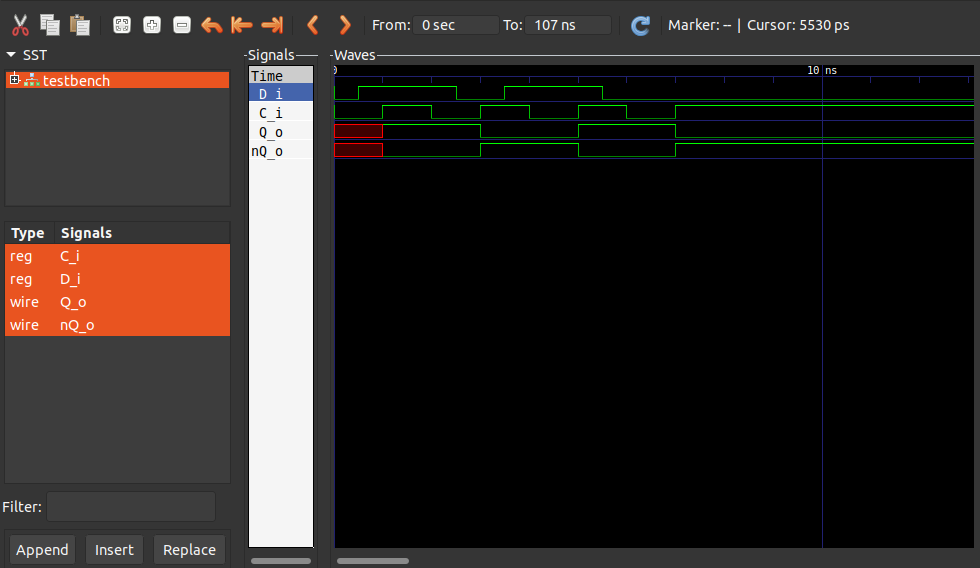 From: 0 sec To: 107 ns Marker: -- | Cursor: 5530 ps
SST
testbench
Type Signals
reg C_i
reg D_i
wire Q_o
wire nQ_o
Filter:
Append Insert Replace
Signals
Time
D_i
C_i
Q_o
nQ_o
Waves
0 10 ns